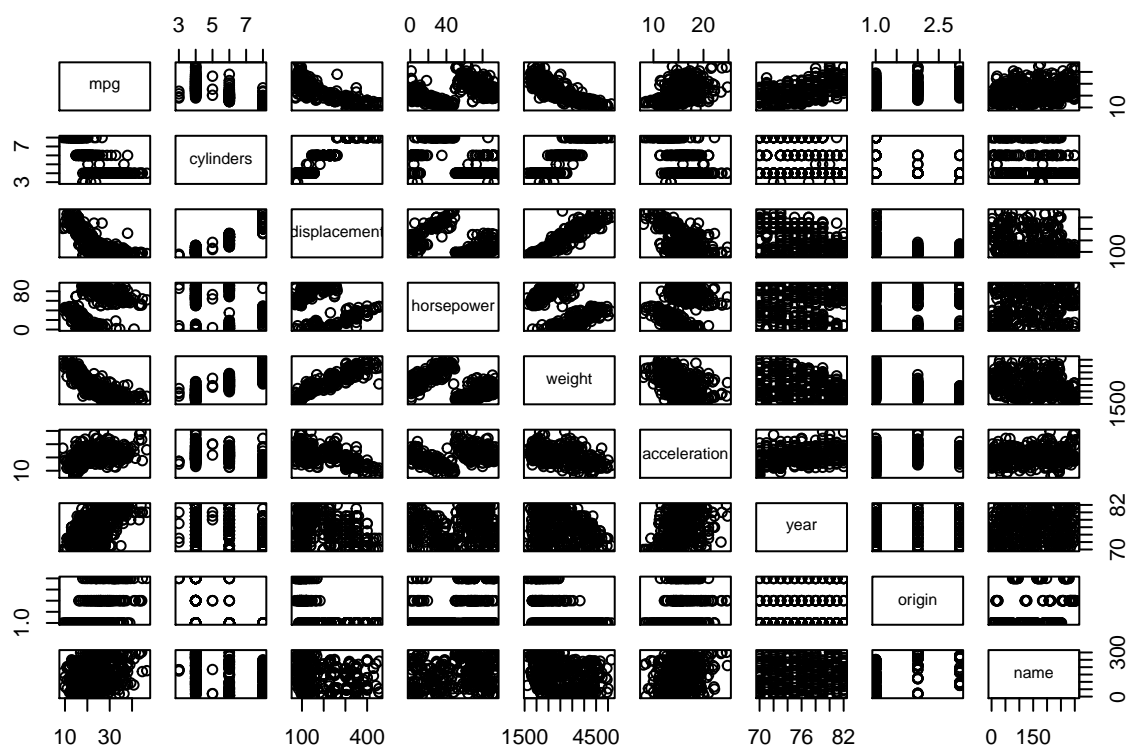 3 5 7
0 40
10 20
1.0 2.5
mpg
10
3 7
cylinders
displacement
100
0 80
horsepower
weight
1500
10
acceleration
year
70 82
1.0
origin
name
0 300
10 30
100 400
1500 4500
70 76 82
0 150